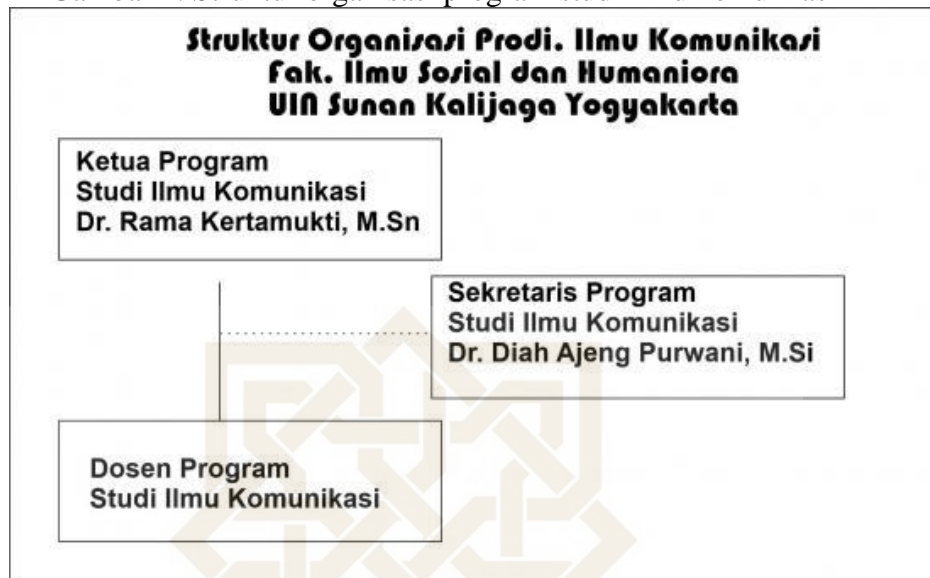 Struktur Organisasi Prodi. Ilmu Komunikasi
Fak. Ilmu Sosial dan Humaniora
UIN Sunan Kalijaga Yogyakarta
Ketua Program
Studi Ilmu Komunikasi
Dr. Rama Kertamukti, M.Sn
Sekretaris Program
Studi Ilmu Komunikasi
Dr. Diah Ajeng Purwani, M.Si
Dosen Program
Studi Ilmu Komunikasi